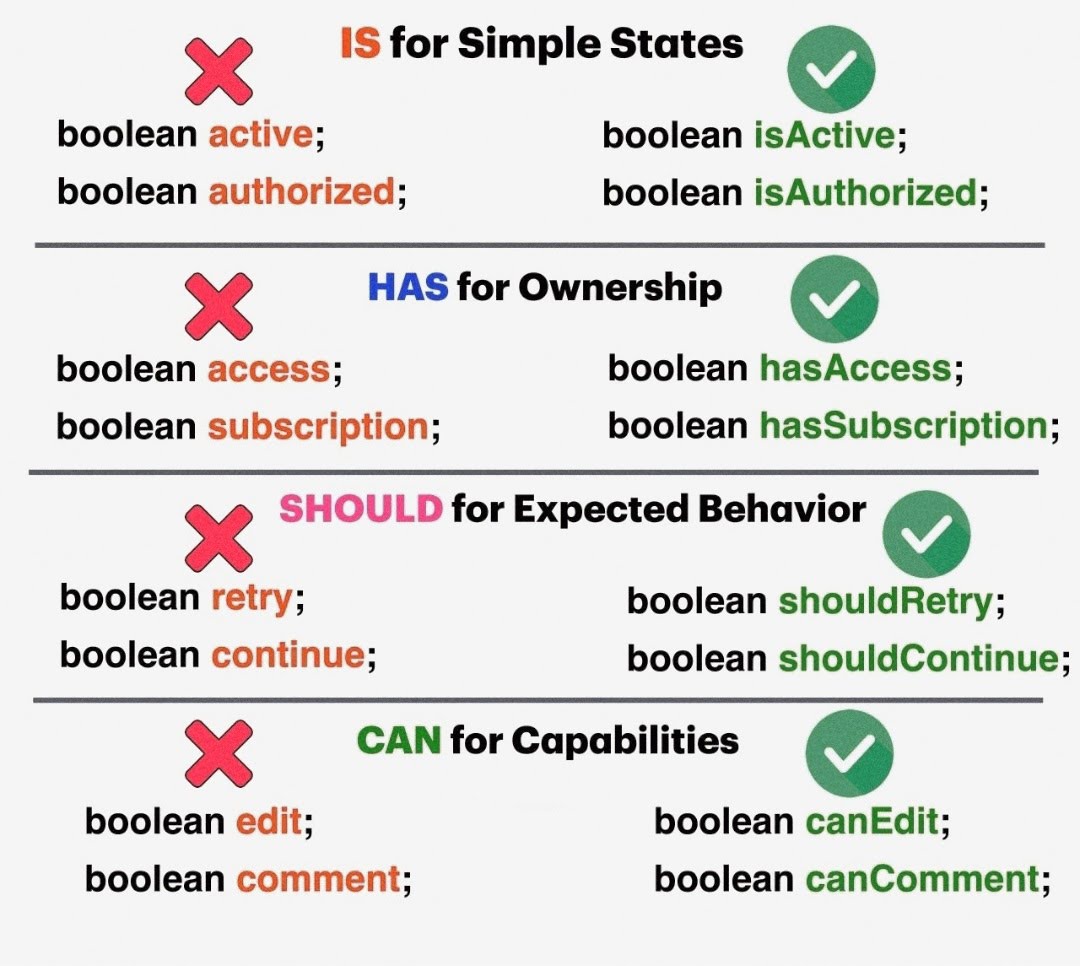 IS for Simple States
boolean active;
boolean authorized;
boolean isActive;
boolean isAuthorized;
HAS for Ownership
boolean access;
boolean subscription;
boolean hasAccess;
boolean hasSubscription;
SHOULD for Expected Behavior
boolean retry;
boolean continue;
boolean shouldRetry;
boolean shouldContinue;
CAN for Capabilities
boolean edit;
boolean comment;
boolean canEdit;
boolean canComment;